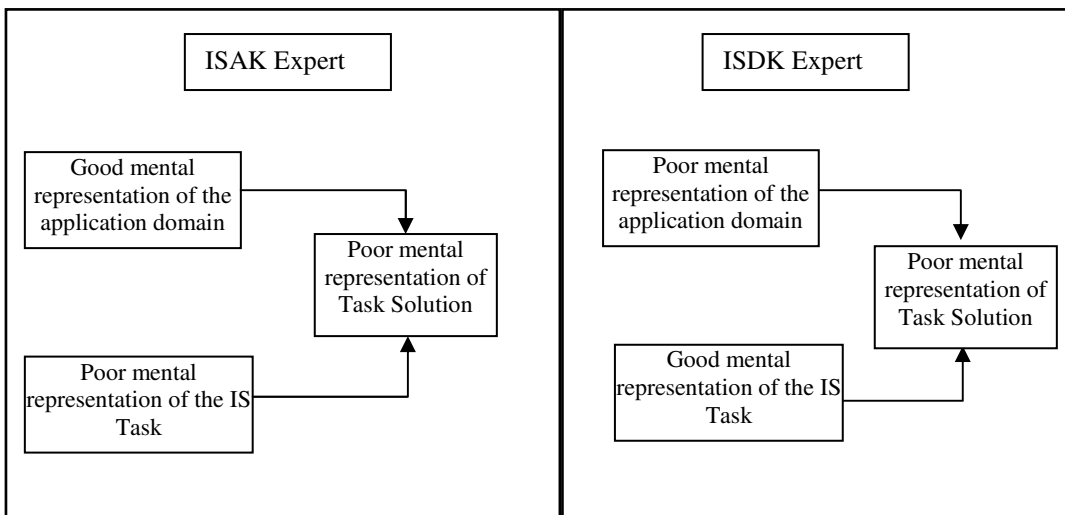 ISAK Expert
Good mental
representation of the
application domain
Poor mental
representation of
Task Solution
Poor mental
representation of the IS
Task
ISDK Expert
Poor mental
representation of the
application domain
Poor mental
representation of
Task Solution
Good mental
representation of the IS
Task